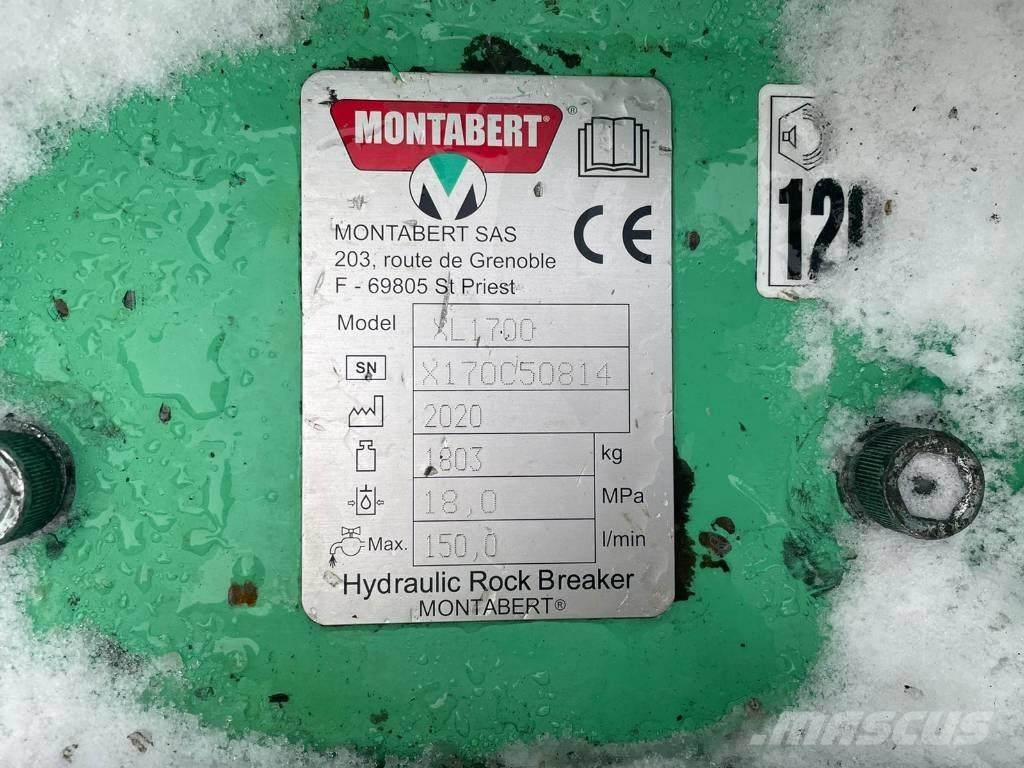 MONTABERT®
®
MONTABERT SAS
203, route de Grenoble
F - 69805 St Priest
CE
Model XL1700
SN X170C50814
2020
1803 kg
18,0 MPa
Max. 150,0 l/min
Hydraulic Rock Breaker
MONTABERT®
12
MASCUS